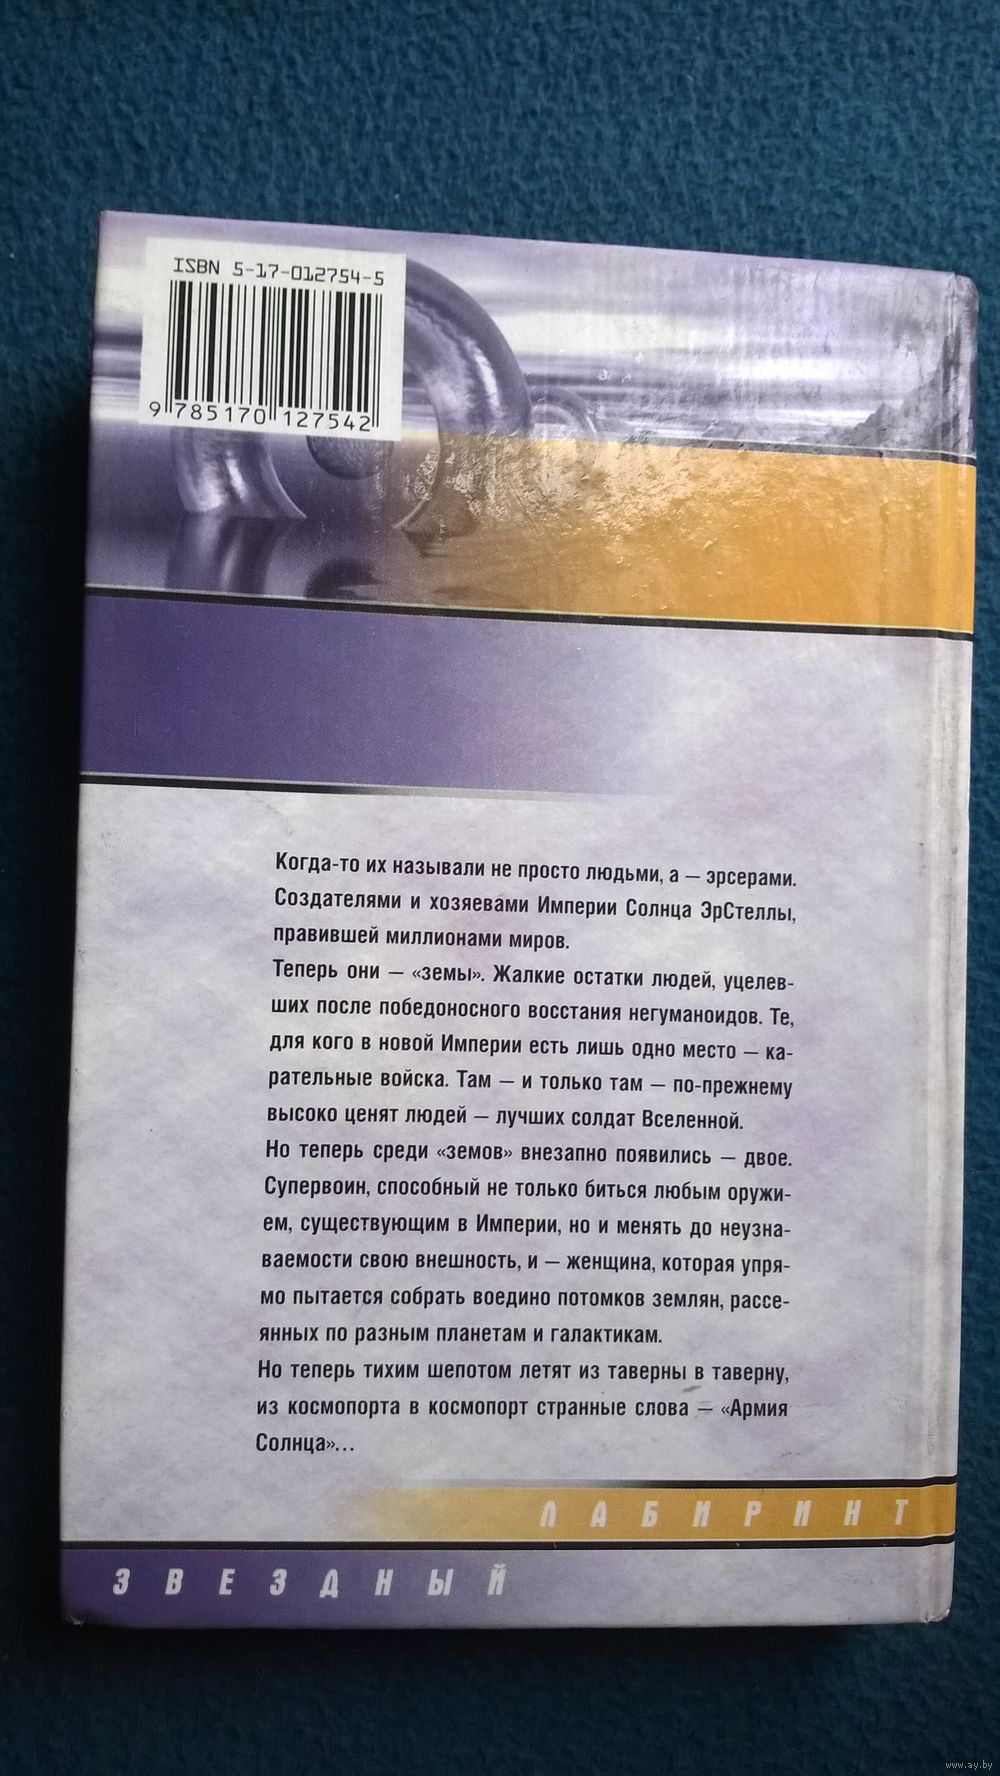 ISBN 5-17-012754-5
9 785170 127542
Когда-то их называли не просто людьми, а — эрсерами.
Создателями и хозяевами Империи Солнца ЭрСтеллы,
правившей миллионами миров.
Теперь они — «земы». Жалкие остатки людей, уцелев-
ших после победоносного восстания негуманоидов. Те,
для кого в новой Империи есть лишь одно место — ка-
рательные войска. Там — и только там — по-прежнему
высоко ценят людей — лучших солдат Вселенной.
Но теперь среди «земов» внезапно появились — двое.
Супервоин, способный не только биться любым оружи-
ем, существующим в Империи, но и менять до неузна-
ваемости свою внешность, и — женщина, которая упря-
мо пытается собрать воедино потомков землян, рассе-
янных по разным планетам и галактикам.
Но теперь тихим шепотом летят из таверны в таверну,
из космопорта в космопорт странные слова — «Армия
Солнца»...
ЛАБИРИНТ
ЗВЕЗДНЫЙ
www.ay.by